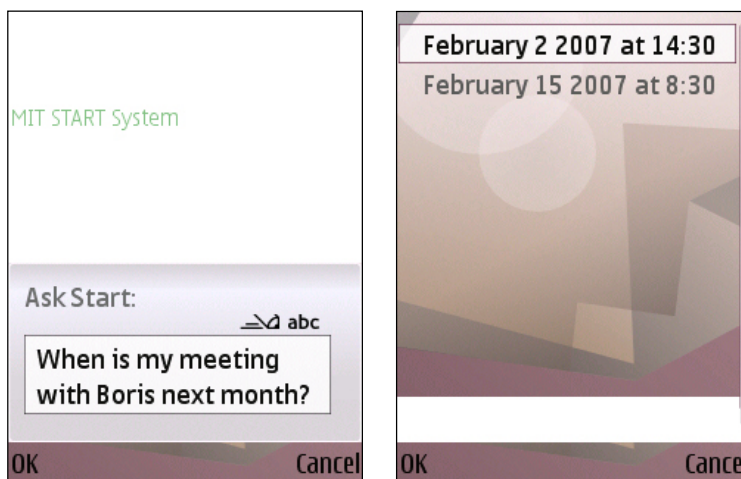 MIT START System
Ask Start:
abc
When is my meeting
with Boris next month?
OK Cancel
February 2 2007 at 14:30
February 15 2007 at 8:30
OK Cance